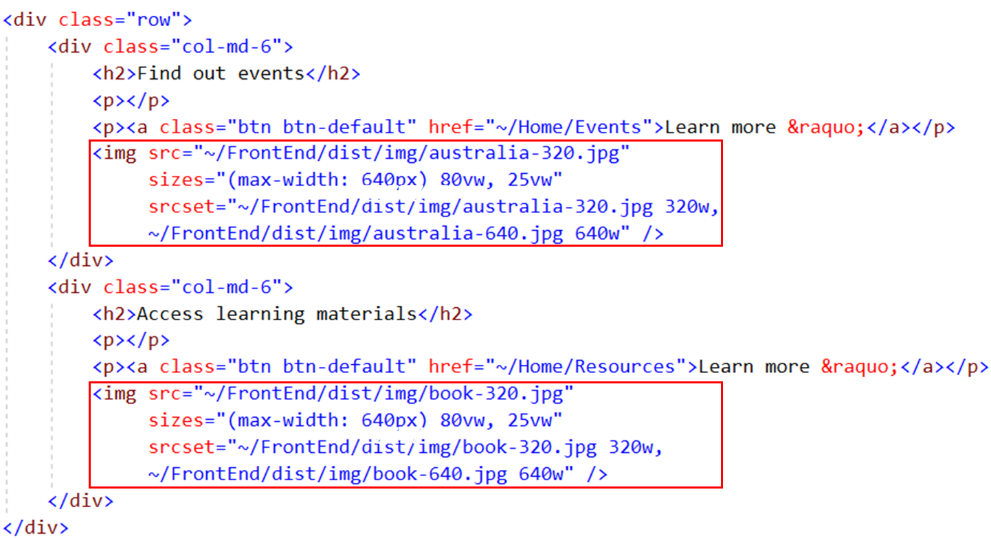 <div class="row">
    <div class="col-md-6">
        <h2>Find out events</h2>
        <p></p>
        <p><a class="btn btn-default" href="~/Home/Events">Learn more &raquo;</a></p>
        <img src="~/FrontEnd/dist/img/australia-320.jpg"
             sizes="(max-width: 640px) 80vw, 25vw"
             srcset="~/FrontEnd/dist/img/australia-320.jpg 320w,
             ~/FrontEnd/dist/img/australia-640.jpg 640w" />
    </div>
    <div class="col-md-6">
        <h2>Access learning materials</h2>
        <p></p>
        <p><a class="btn btn-default" href="~/Home/Resources">Learn more &raquo;</a></p>
        <img src="~/FrontEnd/dist/img/book-320.jpg"
             sizes="(max-width: 640px) 80vw, 25vw"
             srcset="~/FrontEnd/dist/img/book-320.jpg 320w,
             ~/FrontEnd/dist/img/book-640.jpg 640w" />
    </div>
</div>